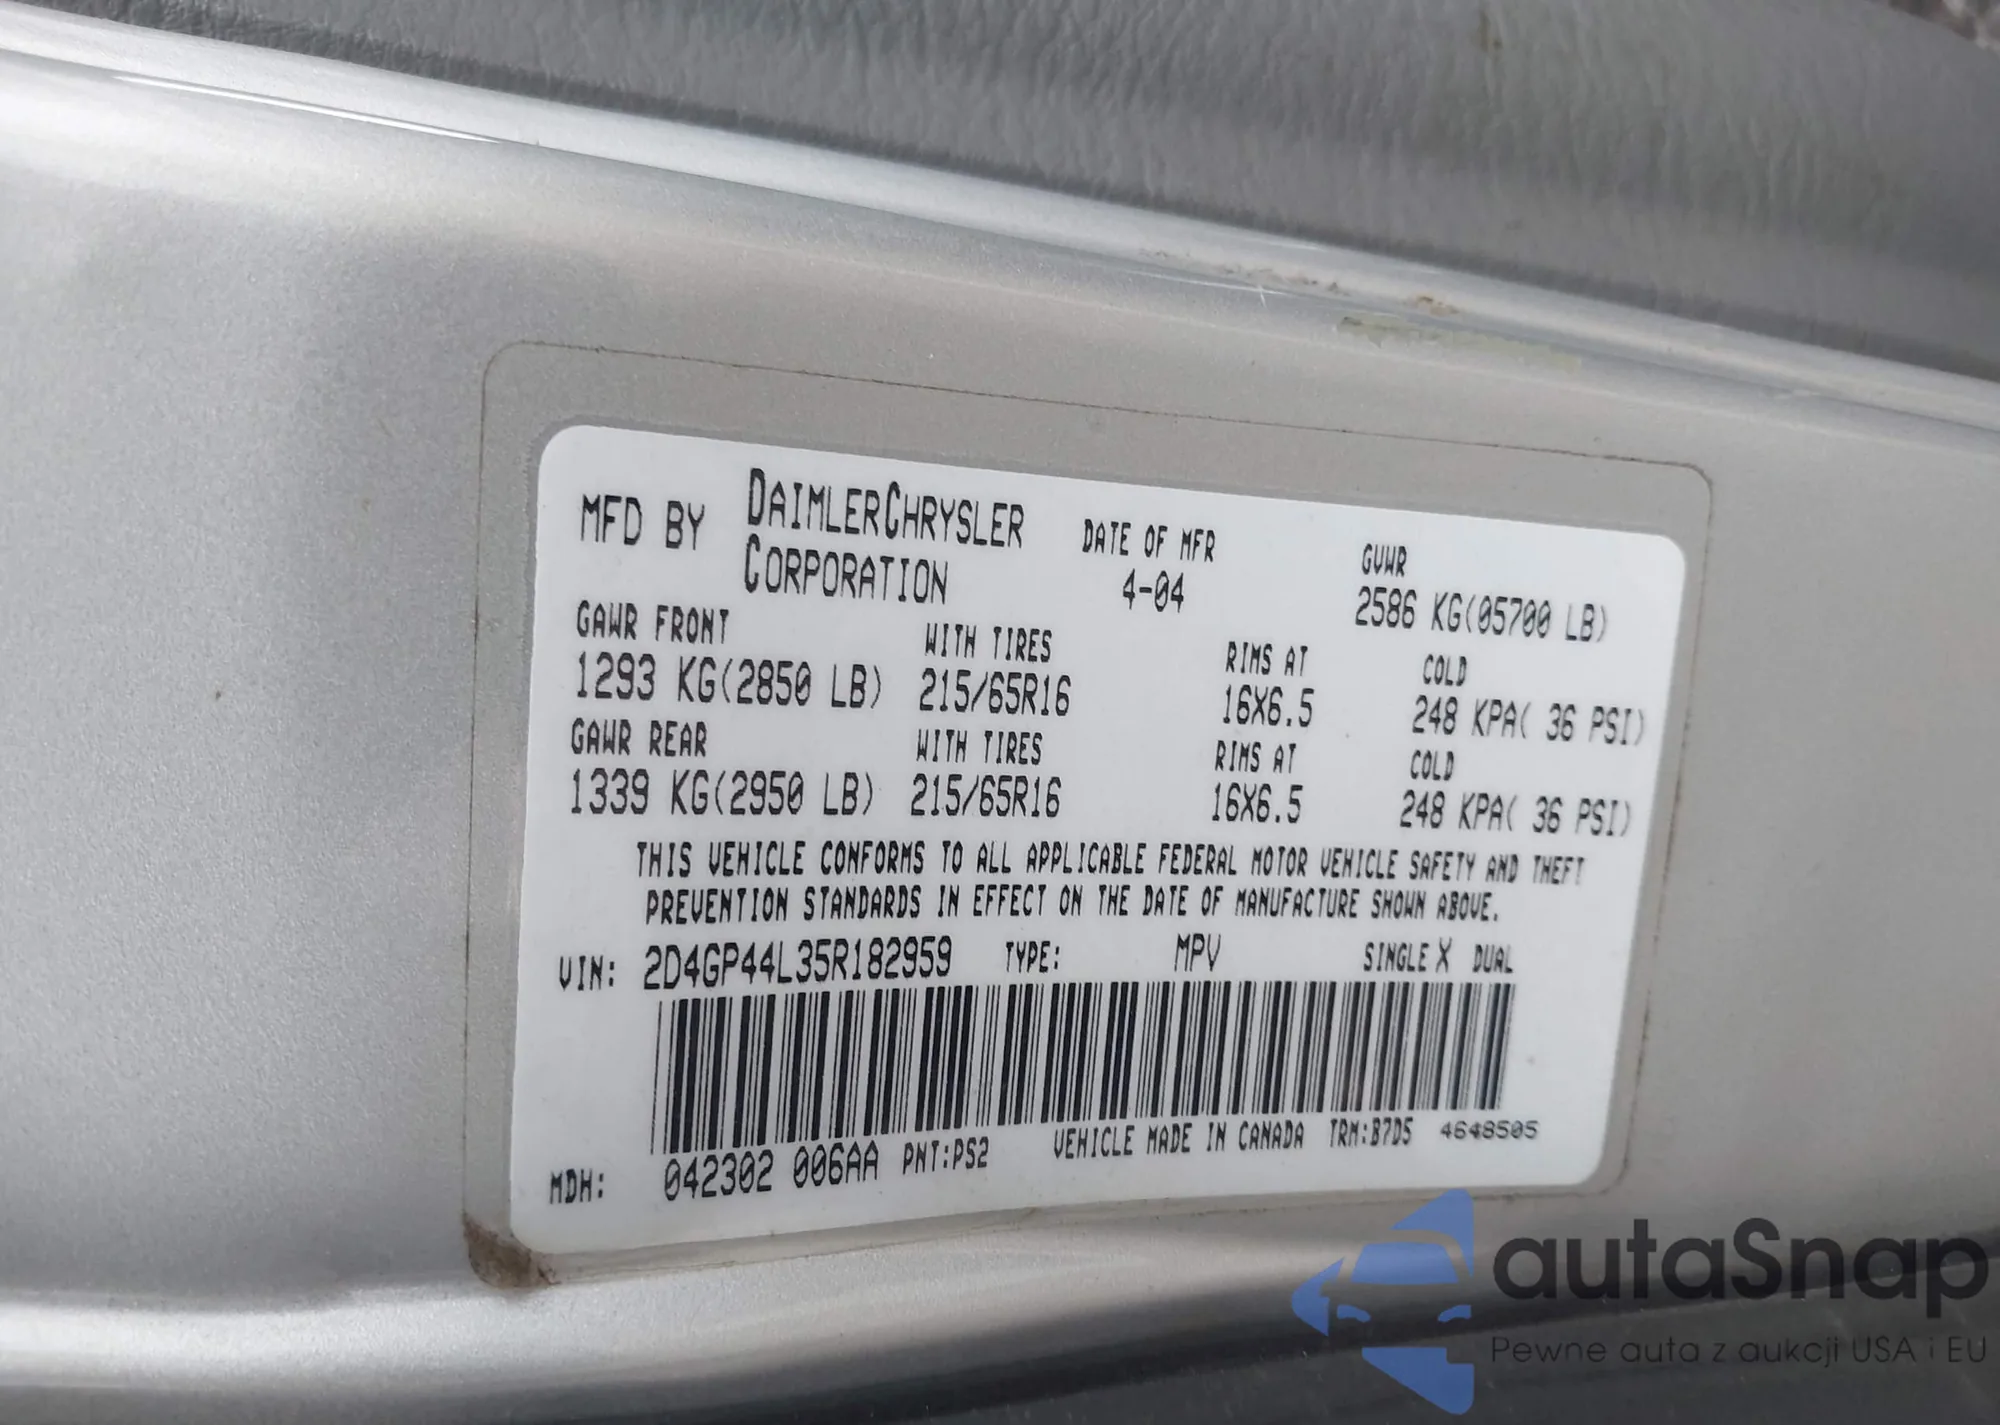 MFD BY DAIMLERCHRYSLER CORPORATION DATE OF MFR 4-04 GVWR 2586 KG(05700 LB)
GAWR FRONT WITH TIRES RIMS AT COLD
1293 KG(2850 LB) 215/65R16 16X6.5 248 KPA( 36 PSI)
GAWR REAR WITH TIRES RIMS AT COLD
1339 KG(2950 LB) 215/65R16 16X6.5 248 KPA( 36 PSI)
THIS VEHICLE CONFORMS TO ALL APPLICABLE FEDERAL MOTOR VEHICLE SAFETY AND THEFT
PREVENTION STANDARDS IN EFFECT ON THE DATE OF MANUFACTURE SHOWN ABOVE.
VIN: 2D4GP44L35R182959 TYPE: MPV SINGLE X DUAL
MDH: 042302 006AA PNT:PS2 VEHICLE MADE IN CANADA TRM:B7D5 4648505
autaSnap
Pewne auta z aukcji USA i EU